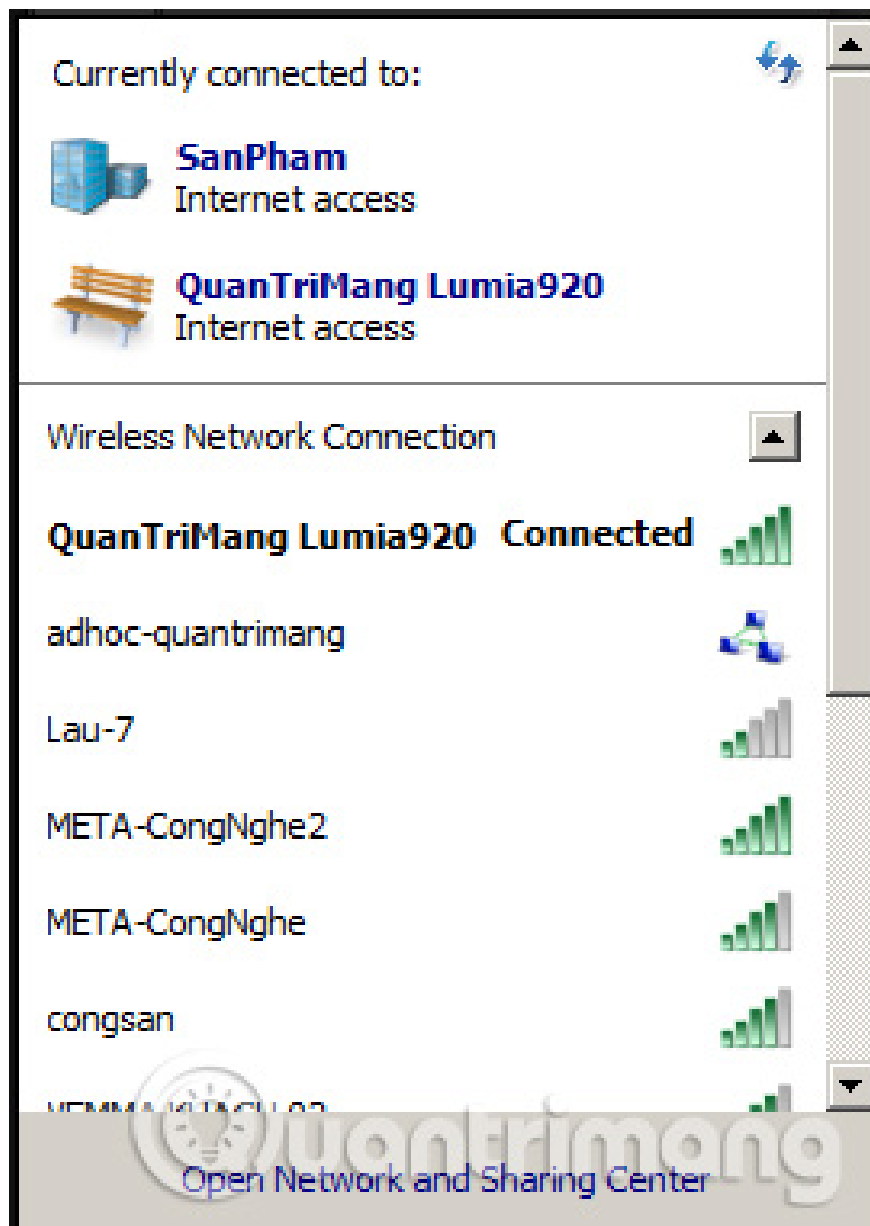 Currently connected to:
SanPham
Internet access
QuanTriMang Lumia920
Internet access
Wireless Network Connection
QuanTriMang Lumia920 Connected
adhoc-quantrimang
Lau-7
META-CongNghe2
META-CongNghe
congsan
Quantrimang
Open Network and Sharing Center